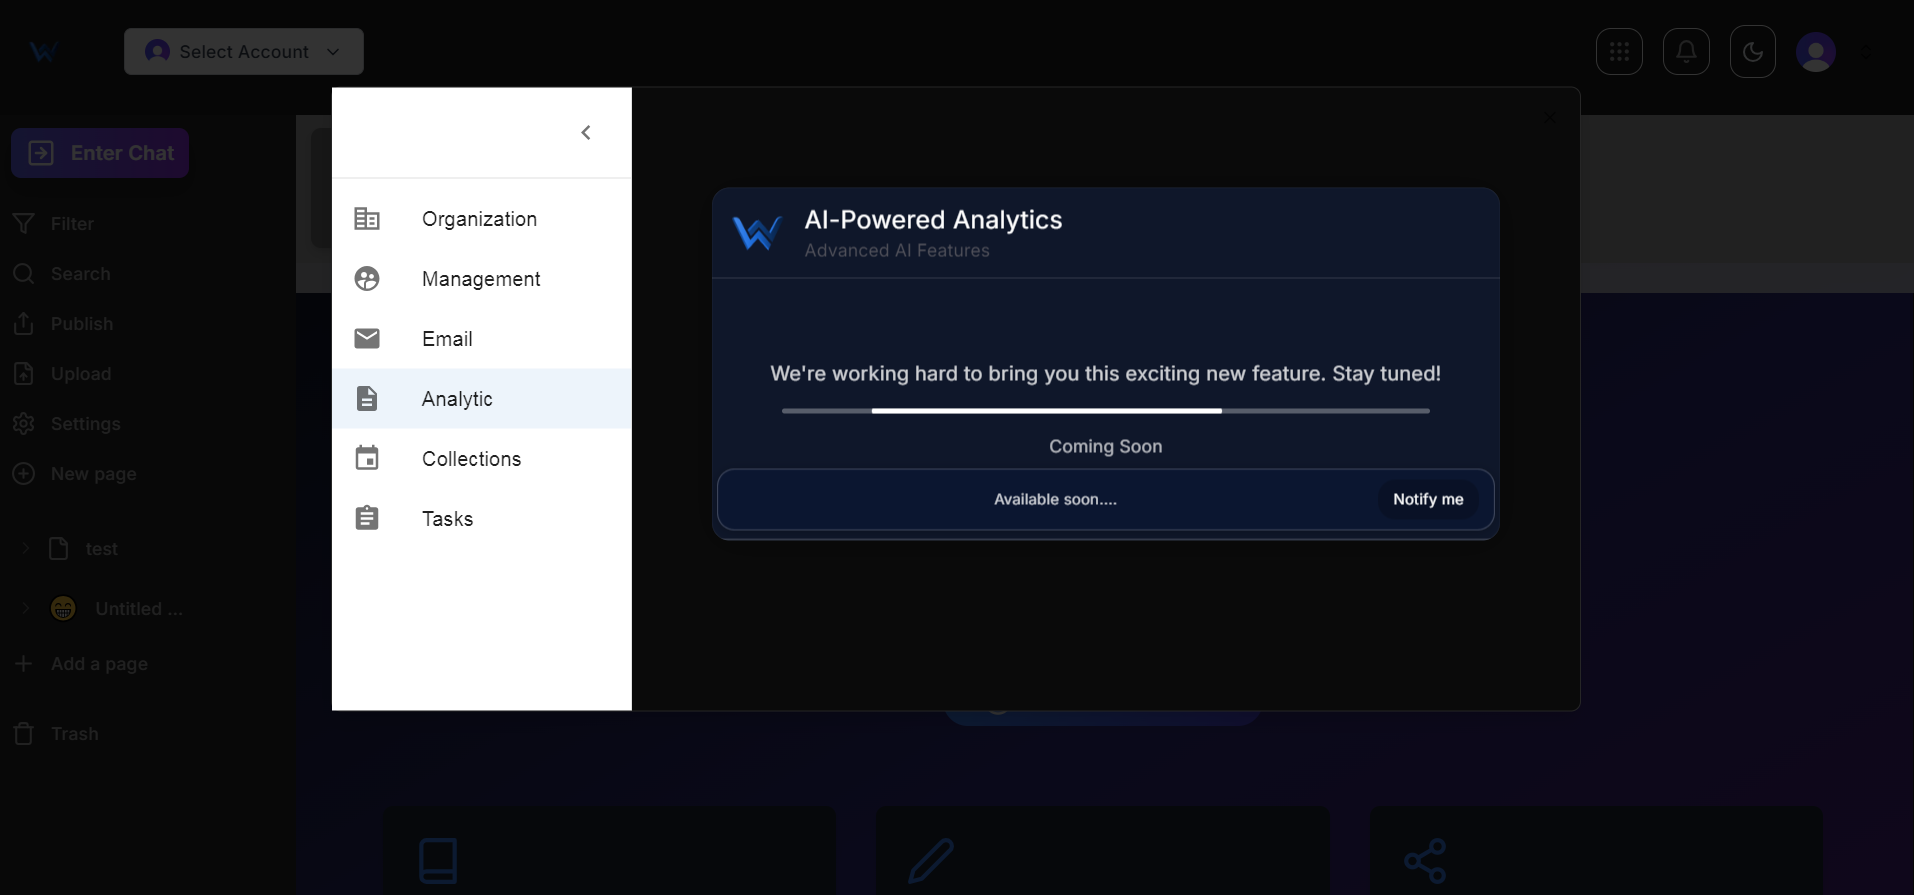 Select Account
Enter Chat
Filter
Search
Publish
Upload
Settings
New page
test
Untitled ...
Add a page
Trash
Organization
Management
Email
Analytic
Collections
Tasks
AI-Powered Analytics
Advanced AI Features
We're working hard to bring you this exciting new feature. Stay tuned!
Coming Soon
Available soon....
Notify me